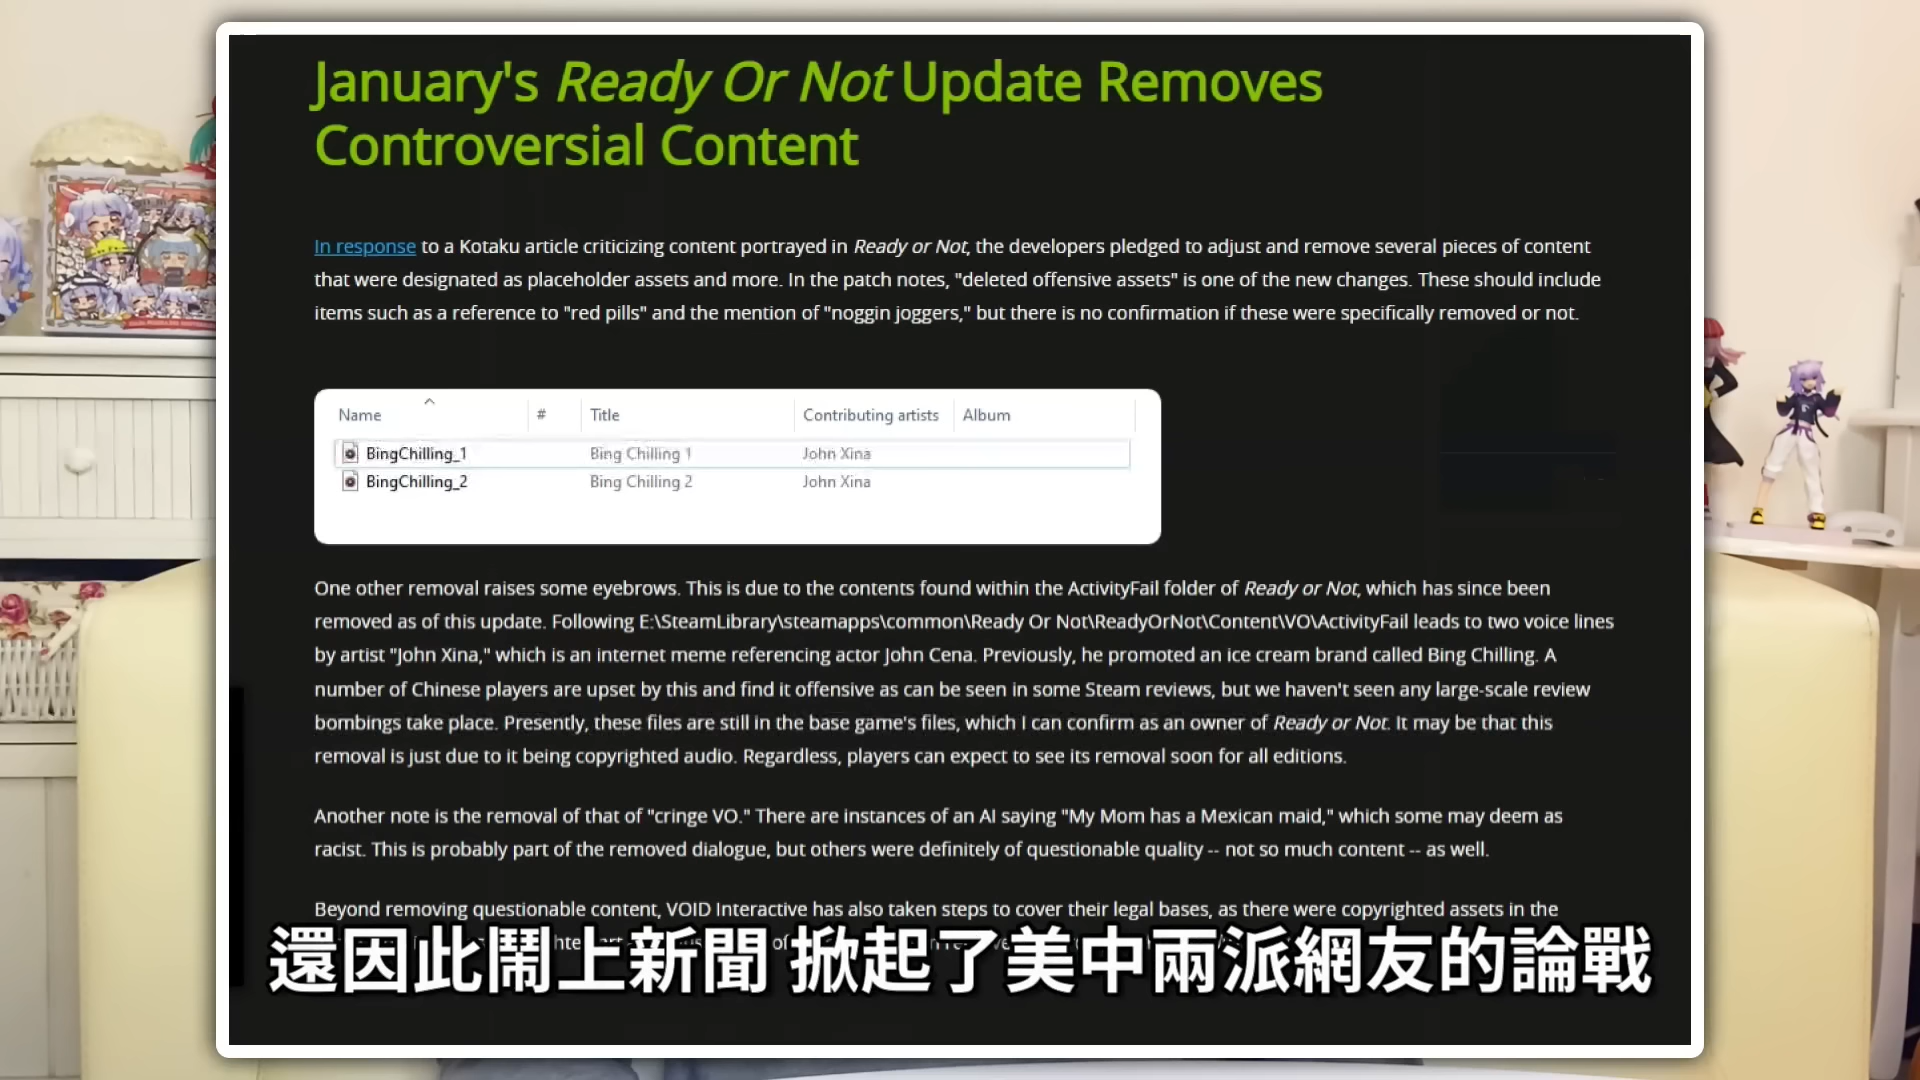 January's Ready Or Not Update Removes
Controversial Content
In response to a Kotaku article criticizing content portrayed in Ready or Not, the developers pledged to adjust and remove several pieces of content
that were designated as placeholder assets and more. In the patch notes, "deleted offensive assets" is one of the new changes. These should include
items such as a reference to "red pills" and the mention of "noggin joggers," but there is no confirmation if these were specifically removed or not.
Name # Title Contributing artists Album
BingChilling_1 Bing Chilling 1 John Xina
BingChilling_2 Bing Chilling 2 John Xina
One other removal raises some eyebrows. This is due to the contents found within the ActivityFail folder of Ready or Not, which has since been
removed as of this update. Following E:\SteamLibrary\steamapps\common\Ready Or Not\ReadyOrNot\Content\VO\ActivityFail leads to two voice lines
by artist "John Xina," which is an internet meme referencing actor John Cena. Previously, he promoted an ice cream brand called Bing Chilling. A
number of Chinese players are upset by this and find it offensive as can be seen in some Steam reviews, but we haven't seen any large-scale review
bombings take place. Presently, these files are still in the base game's files, which I can confirm as an owner of Ready or Not. It may be that this
removal is just due to it being copyrighted audio. Regardless, players can expect to see its removal soon for all editions.
Another note is the removal of that of "cringe VO." There are instances of an AI saying "My Mom has a Mexican maid," which some may deem as
racist. This is probably part of the removed dialogue, but others were definitely of questionable quality -- not so much content -- as well.
Beyond removing questionable content, VOID Interactive has also taken steps to cover their legal bases, as there were copyrighted assets in the
還因此鬧上新聞 掀起了美中兩派網友的論戰